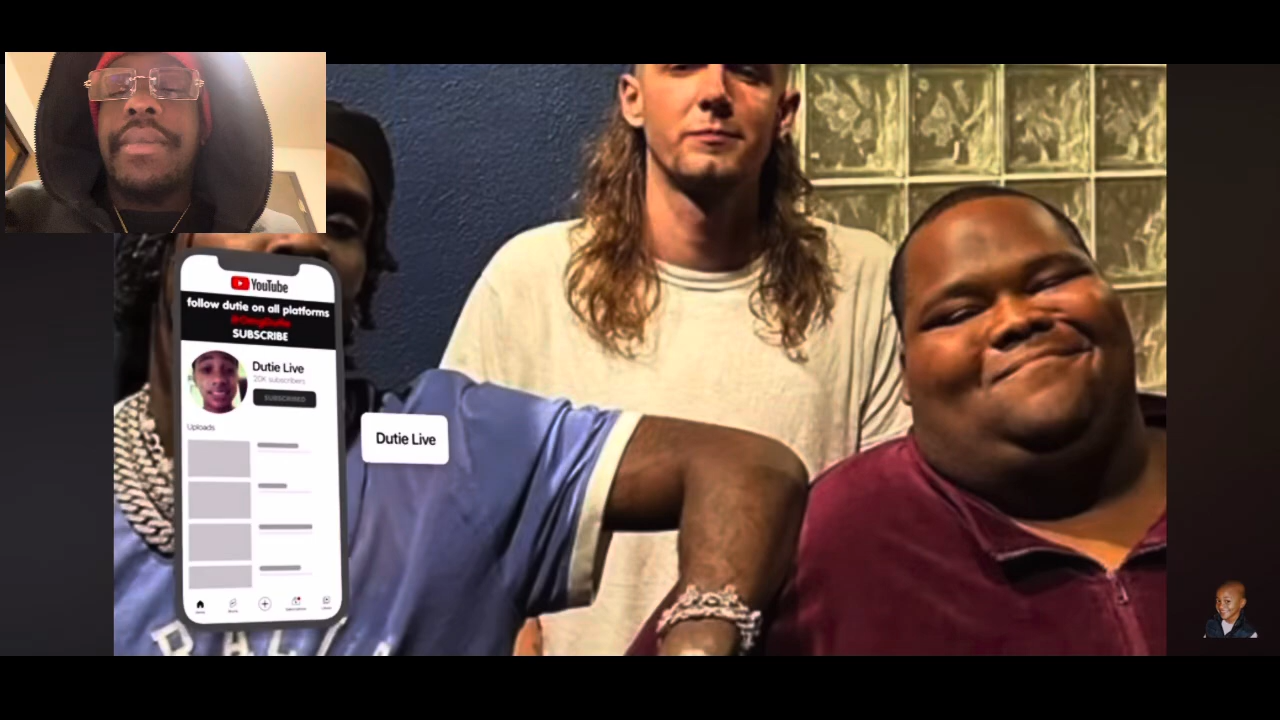 YouTube
follow dutie on all platforms
SUBSCRIBE
Dutie Live
20K subscribers
SUBSCRIBED
Uploads
Dutie Live